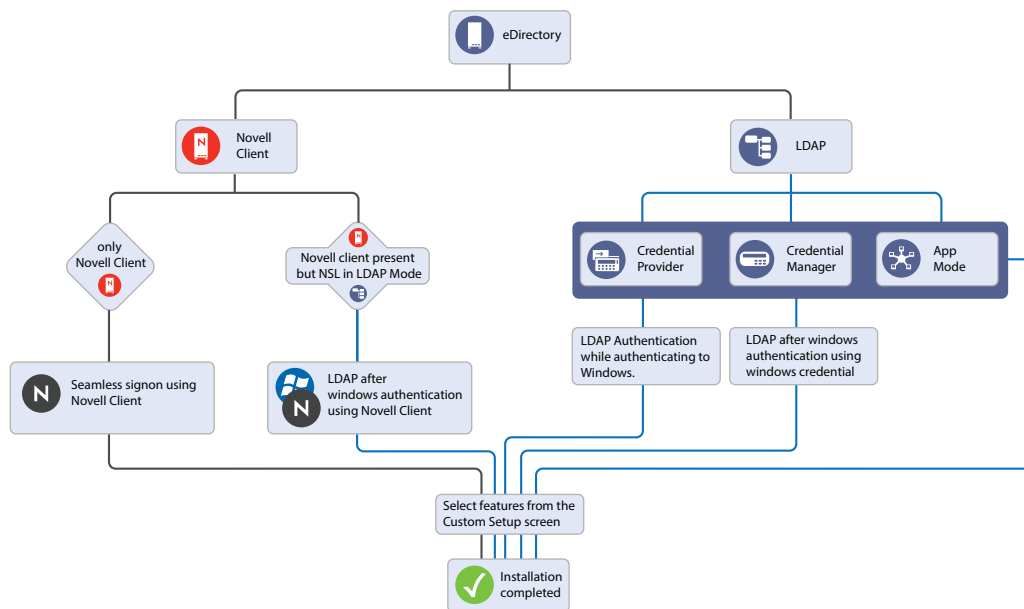 eDirectory
Novell
Client
LDAP
only
Novell Client
Novell client present
but NSL in LDAP Mode
Credential
Provider
Credential
Manager
App
Mode
LDAP Authentication
while authenticating to
Windows.
LDAP after windows
authentication using
windows credential
Seamless signon using
Novell Client
LDAP after
windows authentication
using Novell Client
Select features from the
Custom Setup screen
Installation
completed